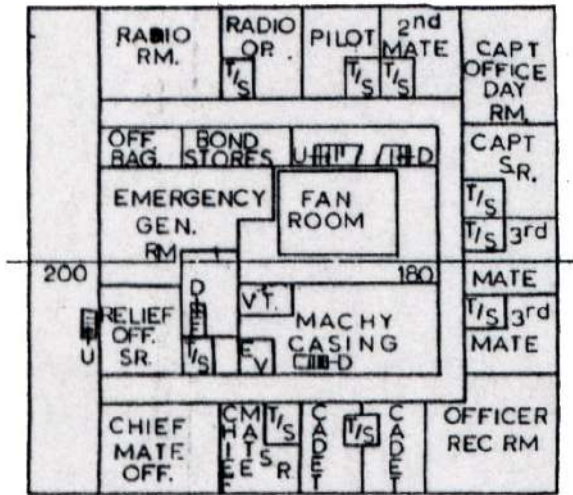 RADIO
RM.
RADIO
OP.
T/S
PILOT
T/S
2nd
MATE
T/S
CAPT
OFFICE
DAY
RM.
OFF.
BAG.
BOND
STORES
U
D
CAPT
S.R.
T/S
EMERGENCY
GEN.
RM
FAN
ROOM
T/S
3rd
MATE
200
180
RELIEF
OFF.
S.R.
U
D
T/S
V
T.
E
V
MACHY
CASING
D
T/S
3rd
MATE
CHIEF
MATE
OFF.
CHIEF
MATE
S R
T/S
CADET
T/S
CADET
OFFICER
REC RM